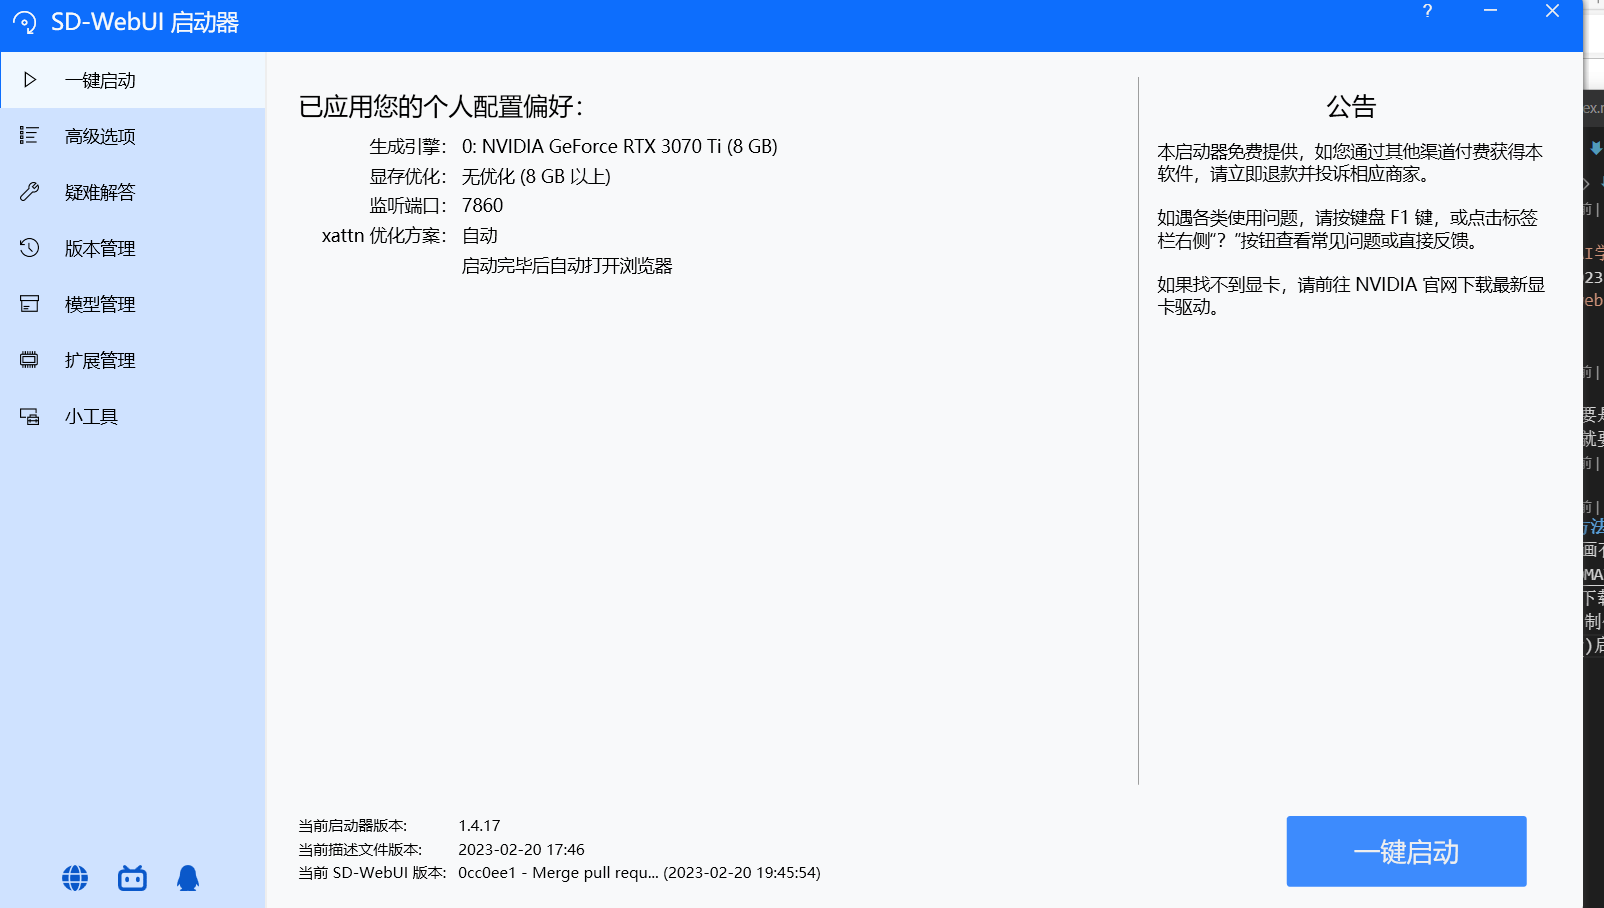 SD-WebUI 启动器
?
一键启动
高级选项
疑难解答
版本管理
模型管理
扩展管理
小工具
已应用您的个人配置偏好：
生成引擎： 0: NVIDIA GeForce RTX 3070 Ti (8 GB)
显存优化： 无优化 (8 GB 以上)
监听端口： 7860
xattn 优化方案： 自动
启动完毕后自动打开浏览器
公告
本启动器免费提供，如您通过其他渠道付费获得本
软件，请立即退款并投诉相应商家。
如遇各类使用问题，请按键盘 F1 键，或点击标签
栏右侧“？”按钮查看常见问题或直接反馈。
如果找不到显卡，请前往 NVIDIA 官网下载最新显
卡驱动。
当前启动器版本： 1.4.17
当前描述文件版本： 2023-02-20 17:46
当前 SD-WebUI 版本： 0cc0ee1 - Merge pull requ... (2023-02-20 19:45:54)
一键启动